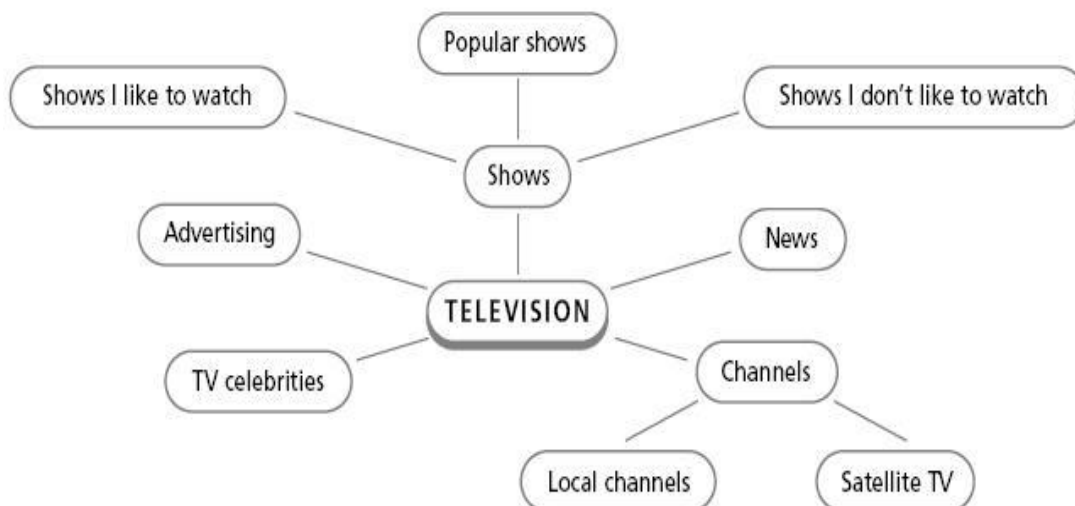 Popular shows
Shows I like to watch
Shows I don't like to watch
Shows
Advertising
News
TELEVISION
TV celebrities
Channels
Local channels
Satellite TV